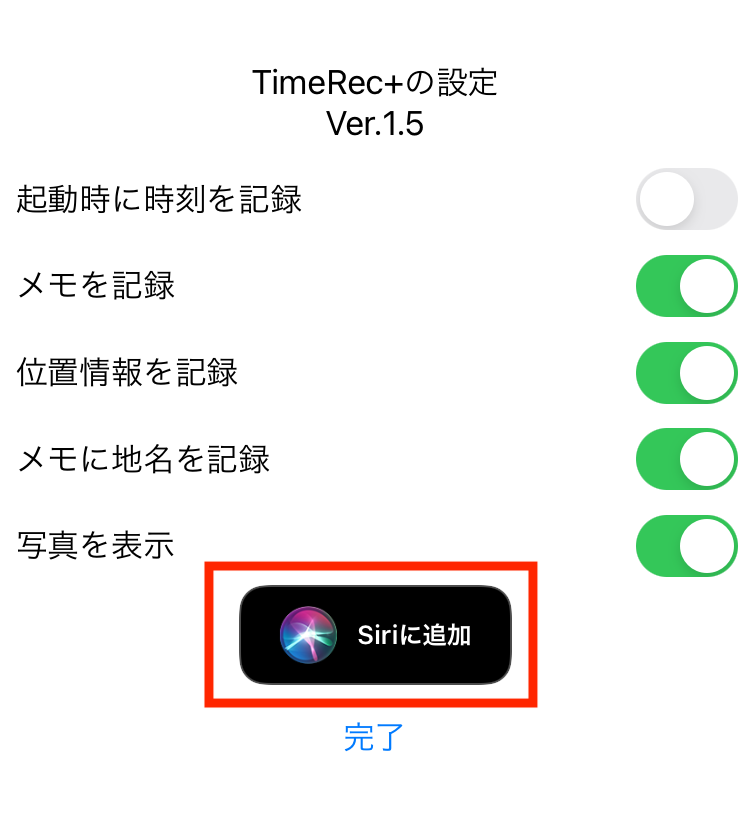 TimeRec+の設定
Ver.1.5
起動時に時刻を記録
メモを記録
位置情報を記録
メモに地名を記録
写真を表示
Siriに追加
完了